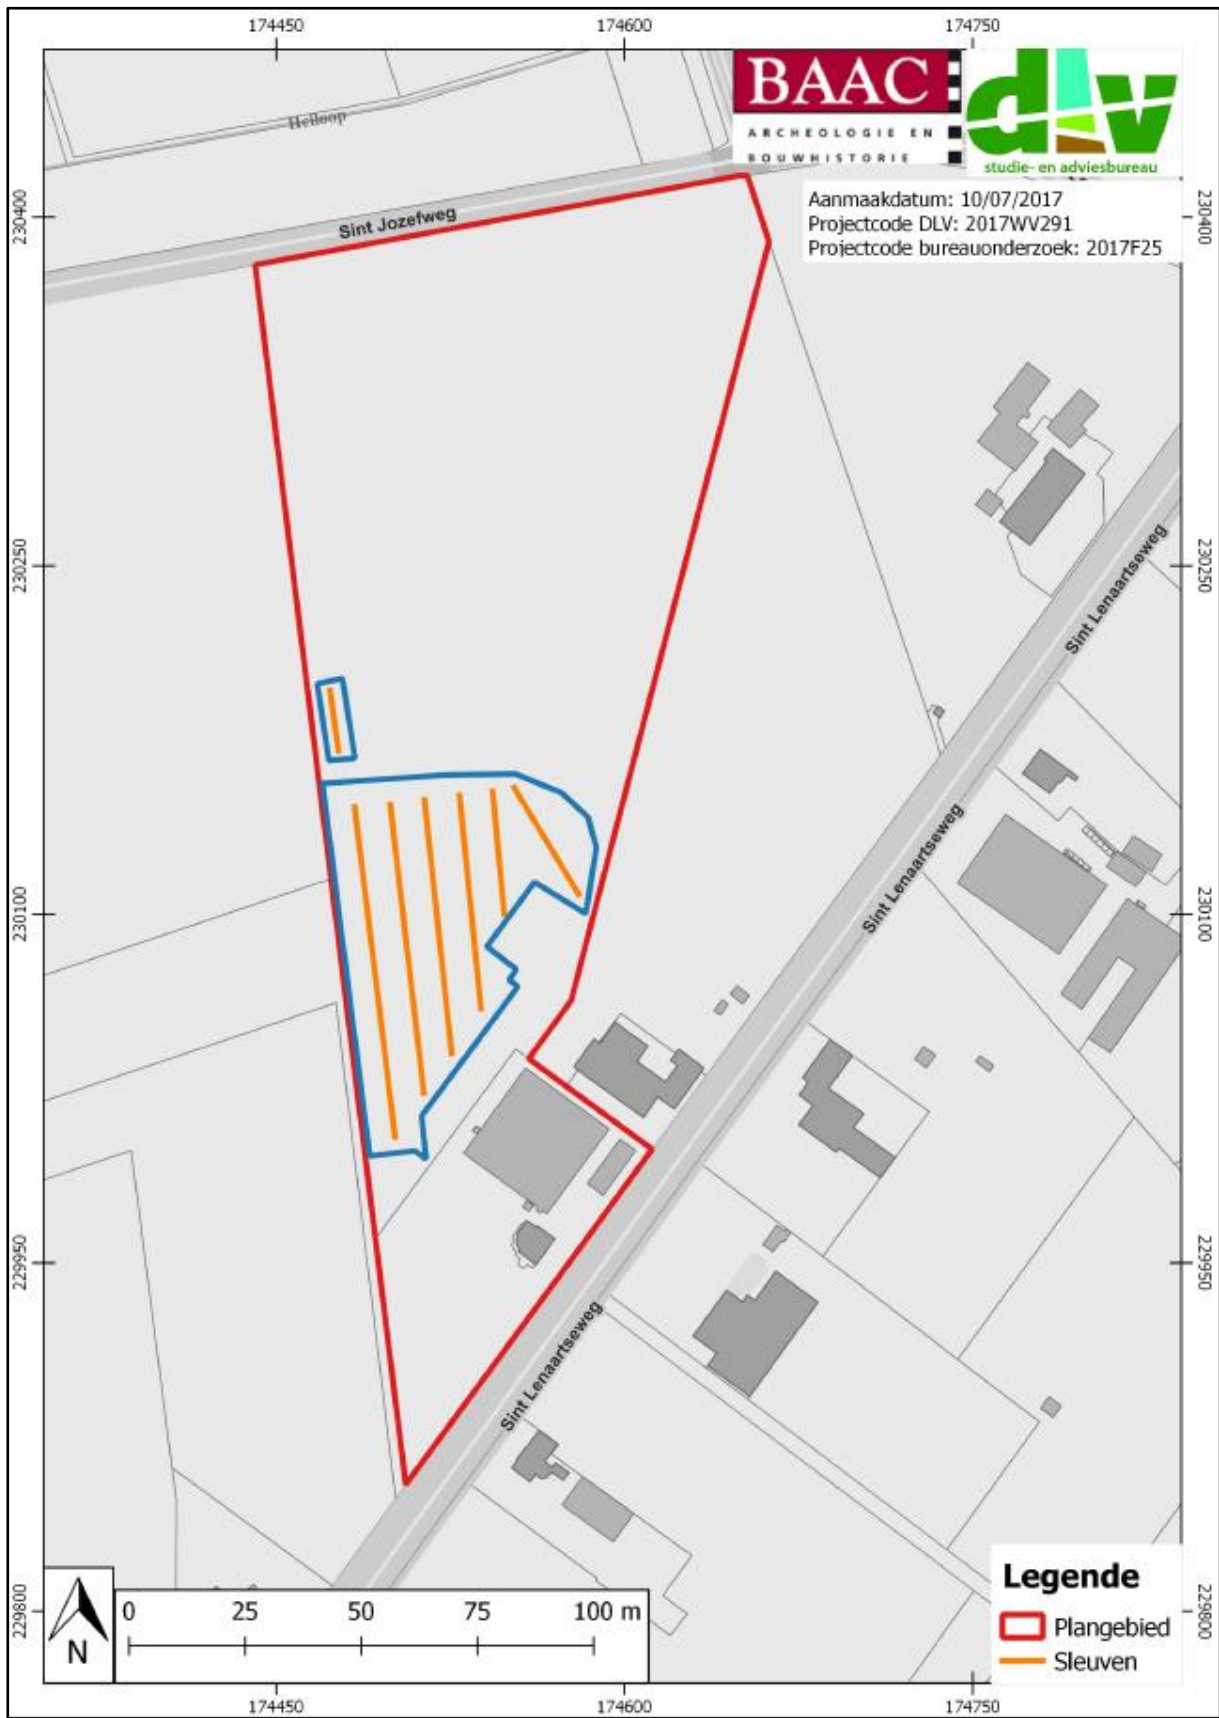 174450
174600
174750
BAAC
ARCHEOLOGIE EN
BOUWHISTORIE
dlv
studie- en adviesbureau
Aanmaakdatum: 10/07/2017
Projectcode DLV: 2017WV291
Projectcode bureauonderzoek: 2017F25
Heiloop
Sint Jozefweg
230400
230400
230250
230250
Sint Lenaartseweg
Sint Lenaartseweg
230100
230100
229950
229950
Sint Lenaartseweg
229800
229800
N
0 25 50 75 100 m
Legende
Plangebied
Sleuven
174450
174600
174750